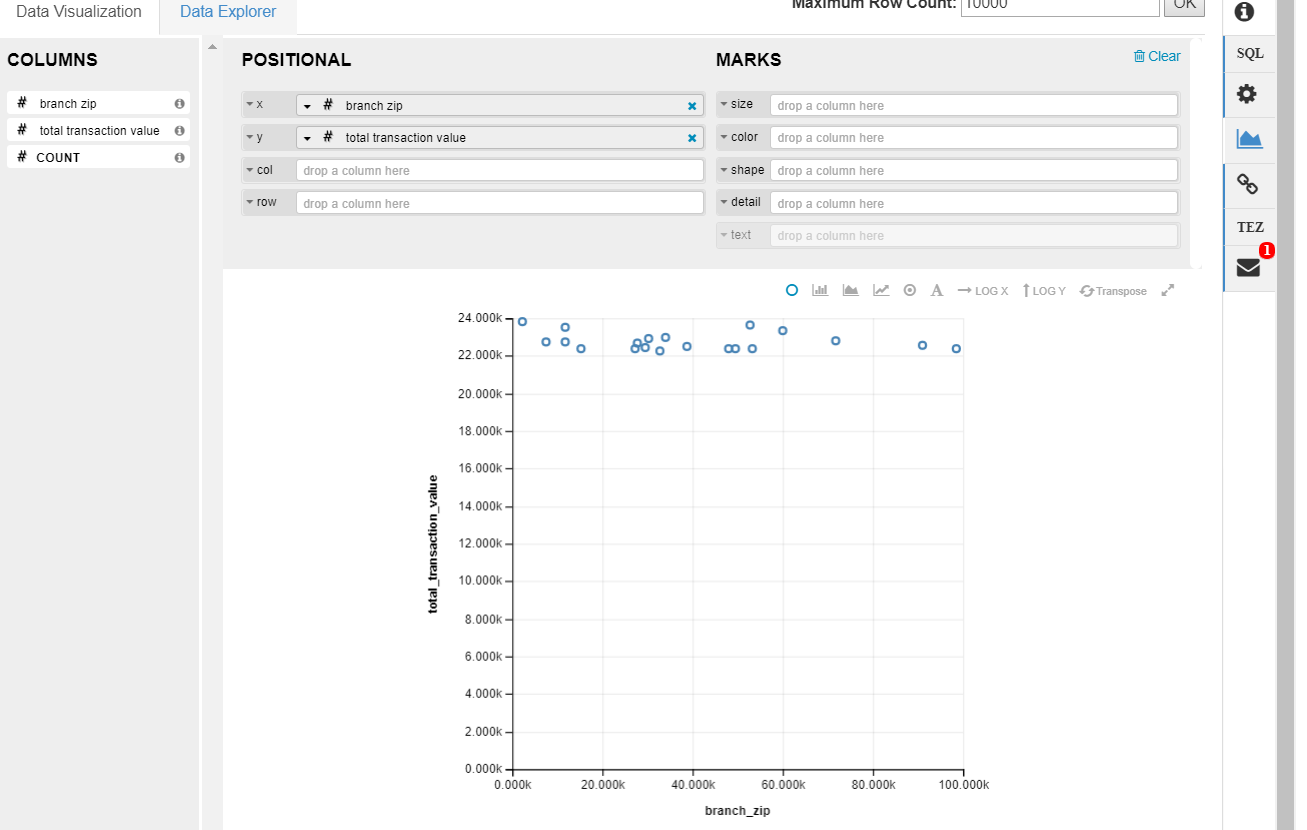 Data Visualization
Data Explorer
Maximum Row Count: 10000 OK
COLUMNS
# branch zip
# total transaction value
# COUNT
POSITIONAL
x # branch zip
y # total transaction value
col drop a column here
row drop a column here
MARKS
Clear
size drop a column here
color drop a column here
shape drop a column here
detail drop a column here
text drop a column here
A LOG X LOG Y Transpose
24.000k
22.000k
20.000k
18.000k
16.000k
14.000k
12.000k
10.000k
8.000k
6.000k
4.000k
2.000k
0.000k
total_transaction_value
0.000k 20.000k 40.000k 60.000k 80.000k 100.000k
branch_zip
SQL
TEZ
1